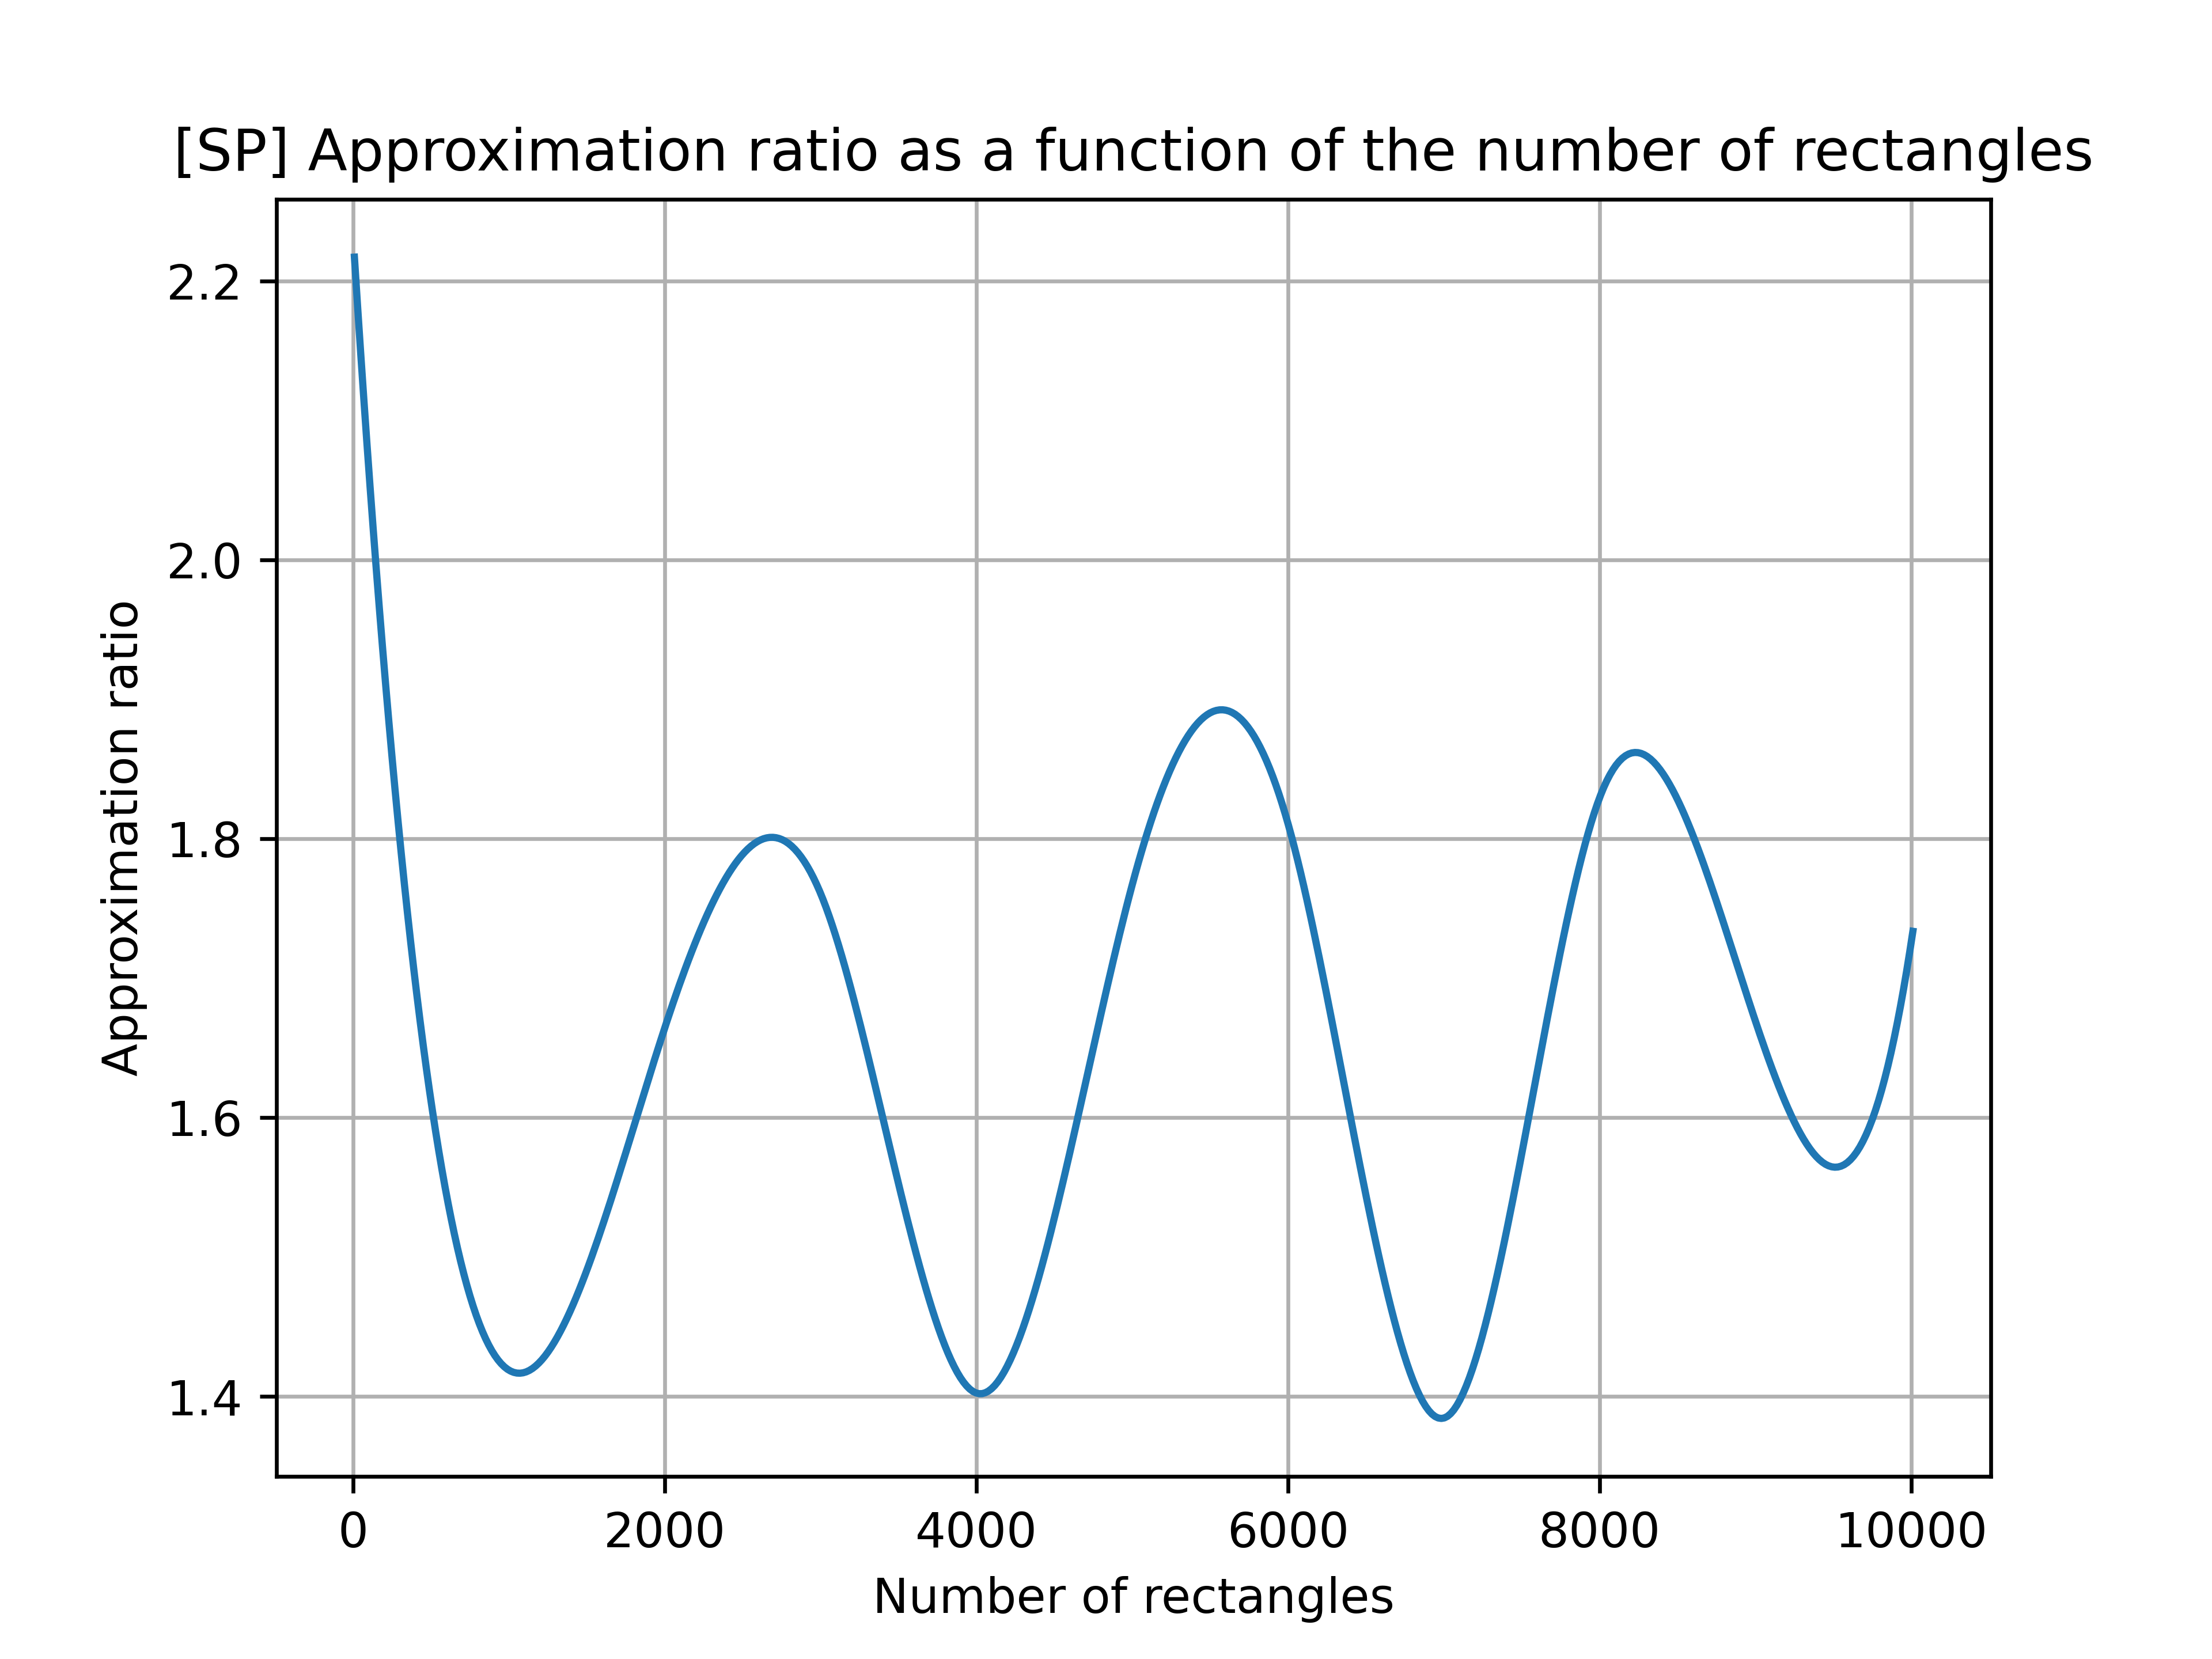 [SP] Approximation ratio as a function of the number of rectangles
2.2
2.0
1.8
1.6
1.4
Approximation ratio
0 2000 4000 6000 8000 10000
Number of rectangles